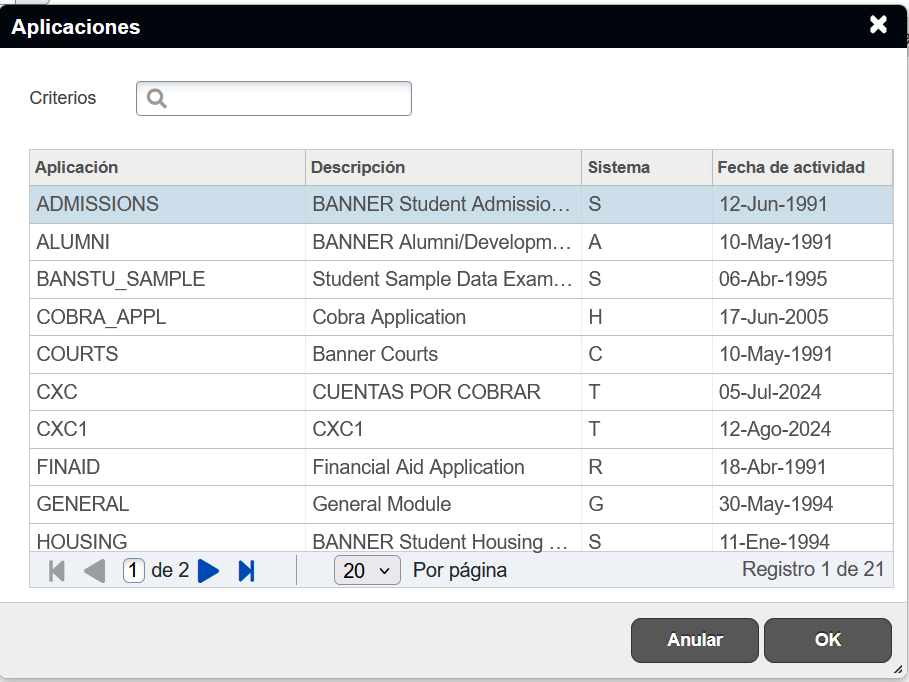 Aplicaciones
Criterios
Aplicación Descripción Sistema Fecha de actividad
ADMISSIONS BANNER Student Admissio... S 12-Jun-1991
ALUMNI BANNER Alumni/Developm... A 10-May-1991
BANSTU_SAMPLE Student Sample Data Exam... S 06-Abr-1995
COBRA_APPL Cobra Application H 17-Jun-2005
COURTS Banner Courts C 10-May-1991
CXC CUENTAS POR COBRAR T 05-Jul-2024
CXC1 CXC1 T 12-Ago-2024
FINAID Financial Aid Application R 18-Abr-1991
GENERAL General Module G 30-May-1994
HOUSING BANNER Student Housing ... S 11-Ene-1994
1 de 2 20 Por página Registro 1 de 21
Anular OK